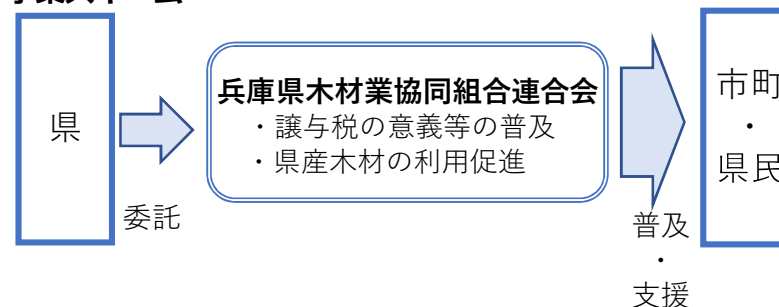 県
委託
兵庫県木材業協同組合連合会
・譲与税の意義等の普及
・県産木材の利用促進
普及
・
支援
市町
・
県民